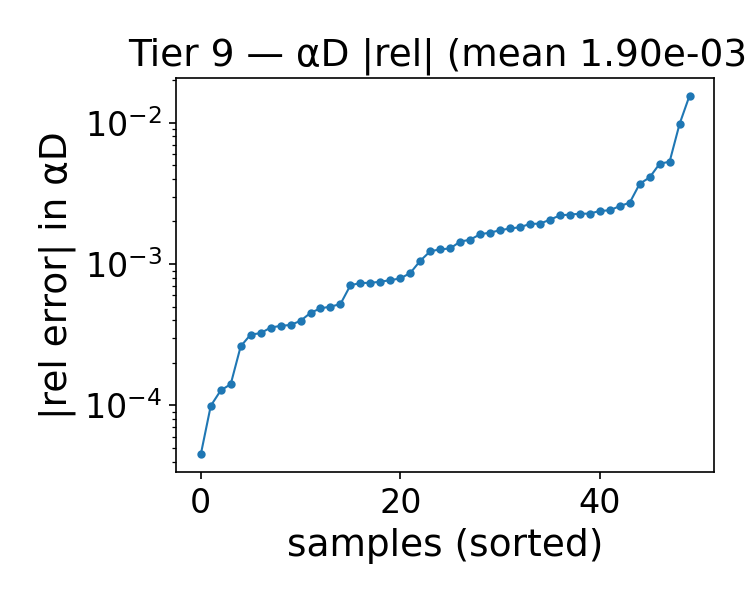 Tier 9 — αD |rel| (mean 1.90e-03
|rel error| in αD
10⁻²
10⁻³
10⁻⁴
0 20 40
samples (sorted)